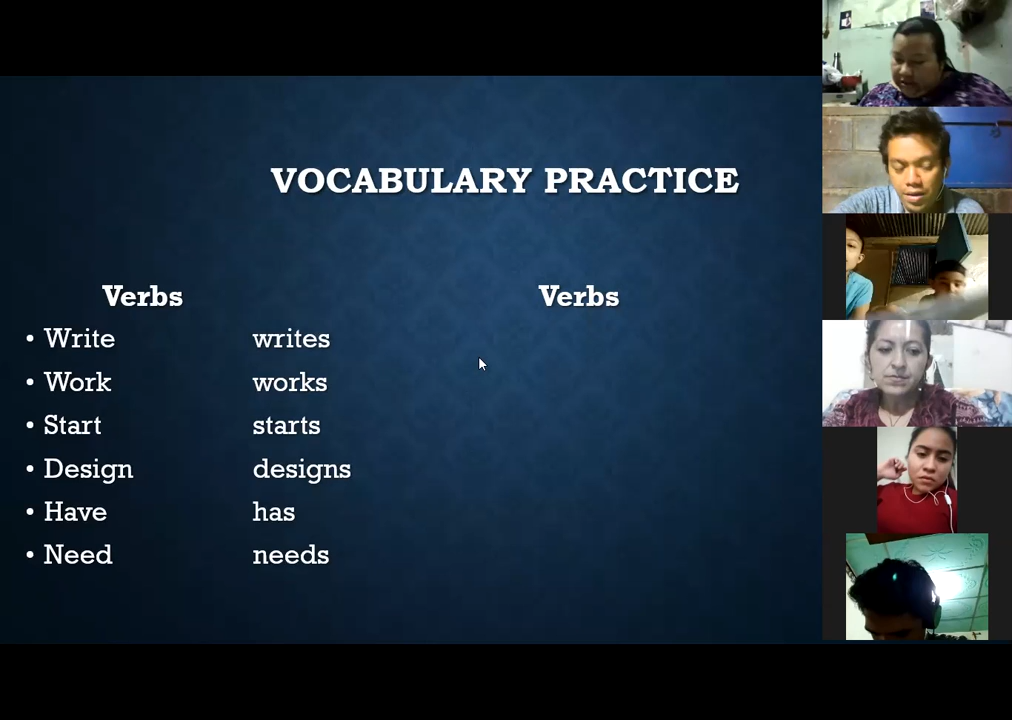 VOCABULARY PRACTICE
Verbs
• Write writes
• Work works
• Start starts
• Design designs
• Have has
• Need needs
Verbs